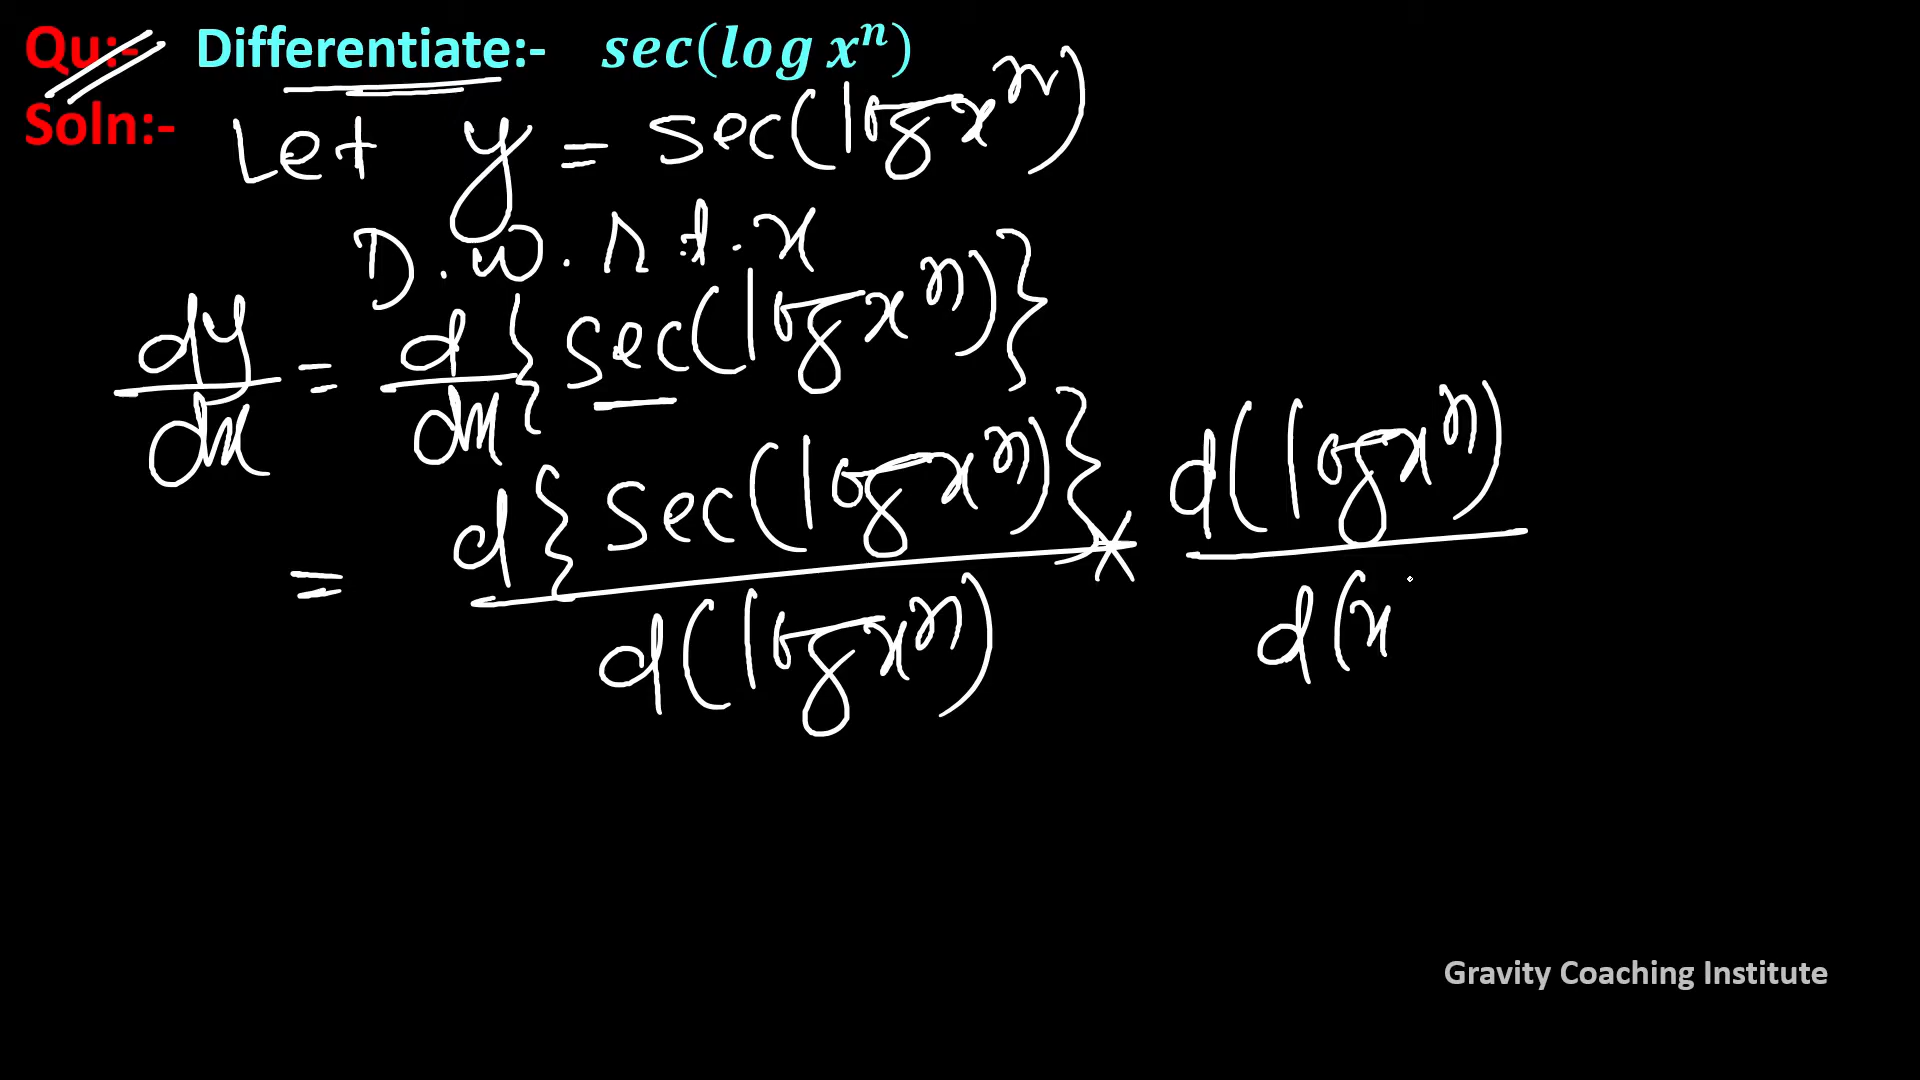 Qu:- Differentiate:- sec(log xⁿ)
Soln:- Let y = sec(log xⁿ)
D.w.r.t.x
dy/dx = d/dx{sec(log xⁿ)}
= d{sec(log xⁿ)}/d(log xⁿ) × d(log xⁿ)/d(x
Gravity Coaching Institute